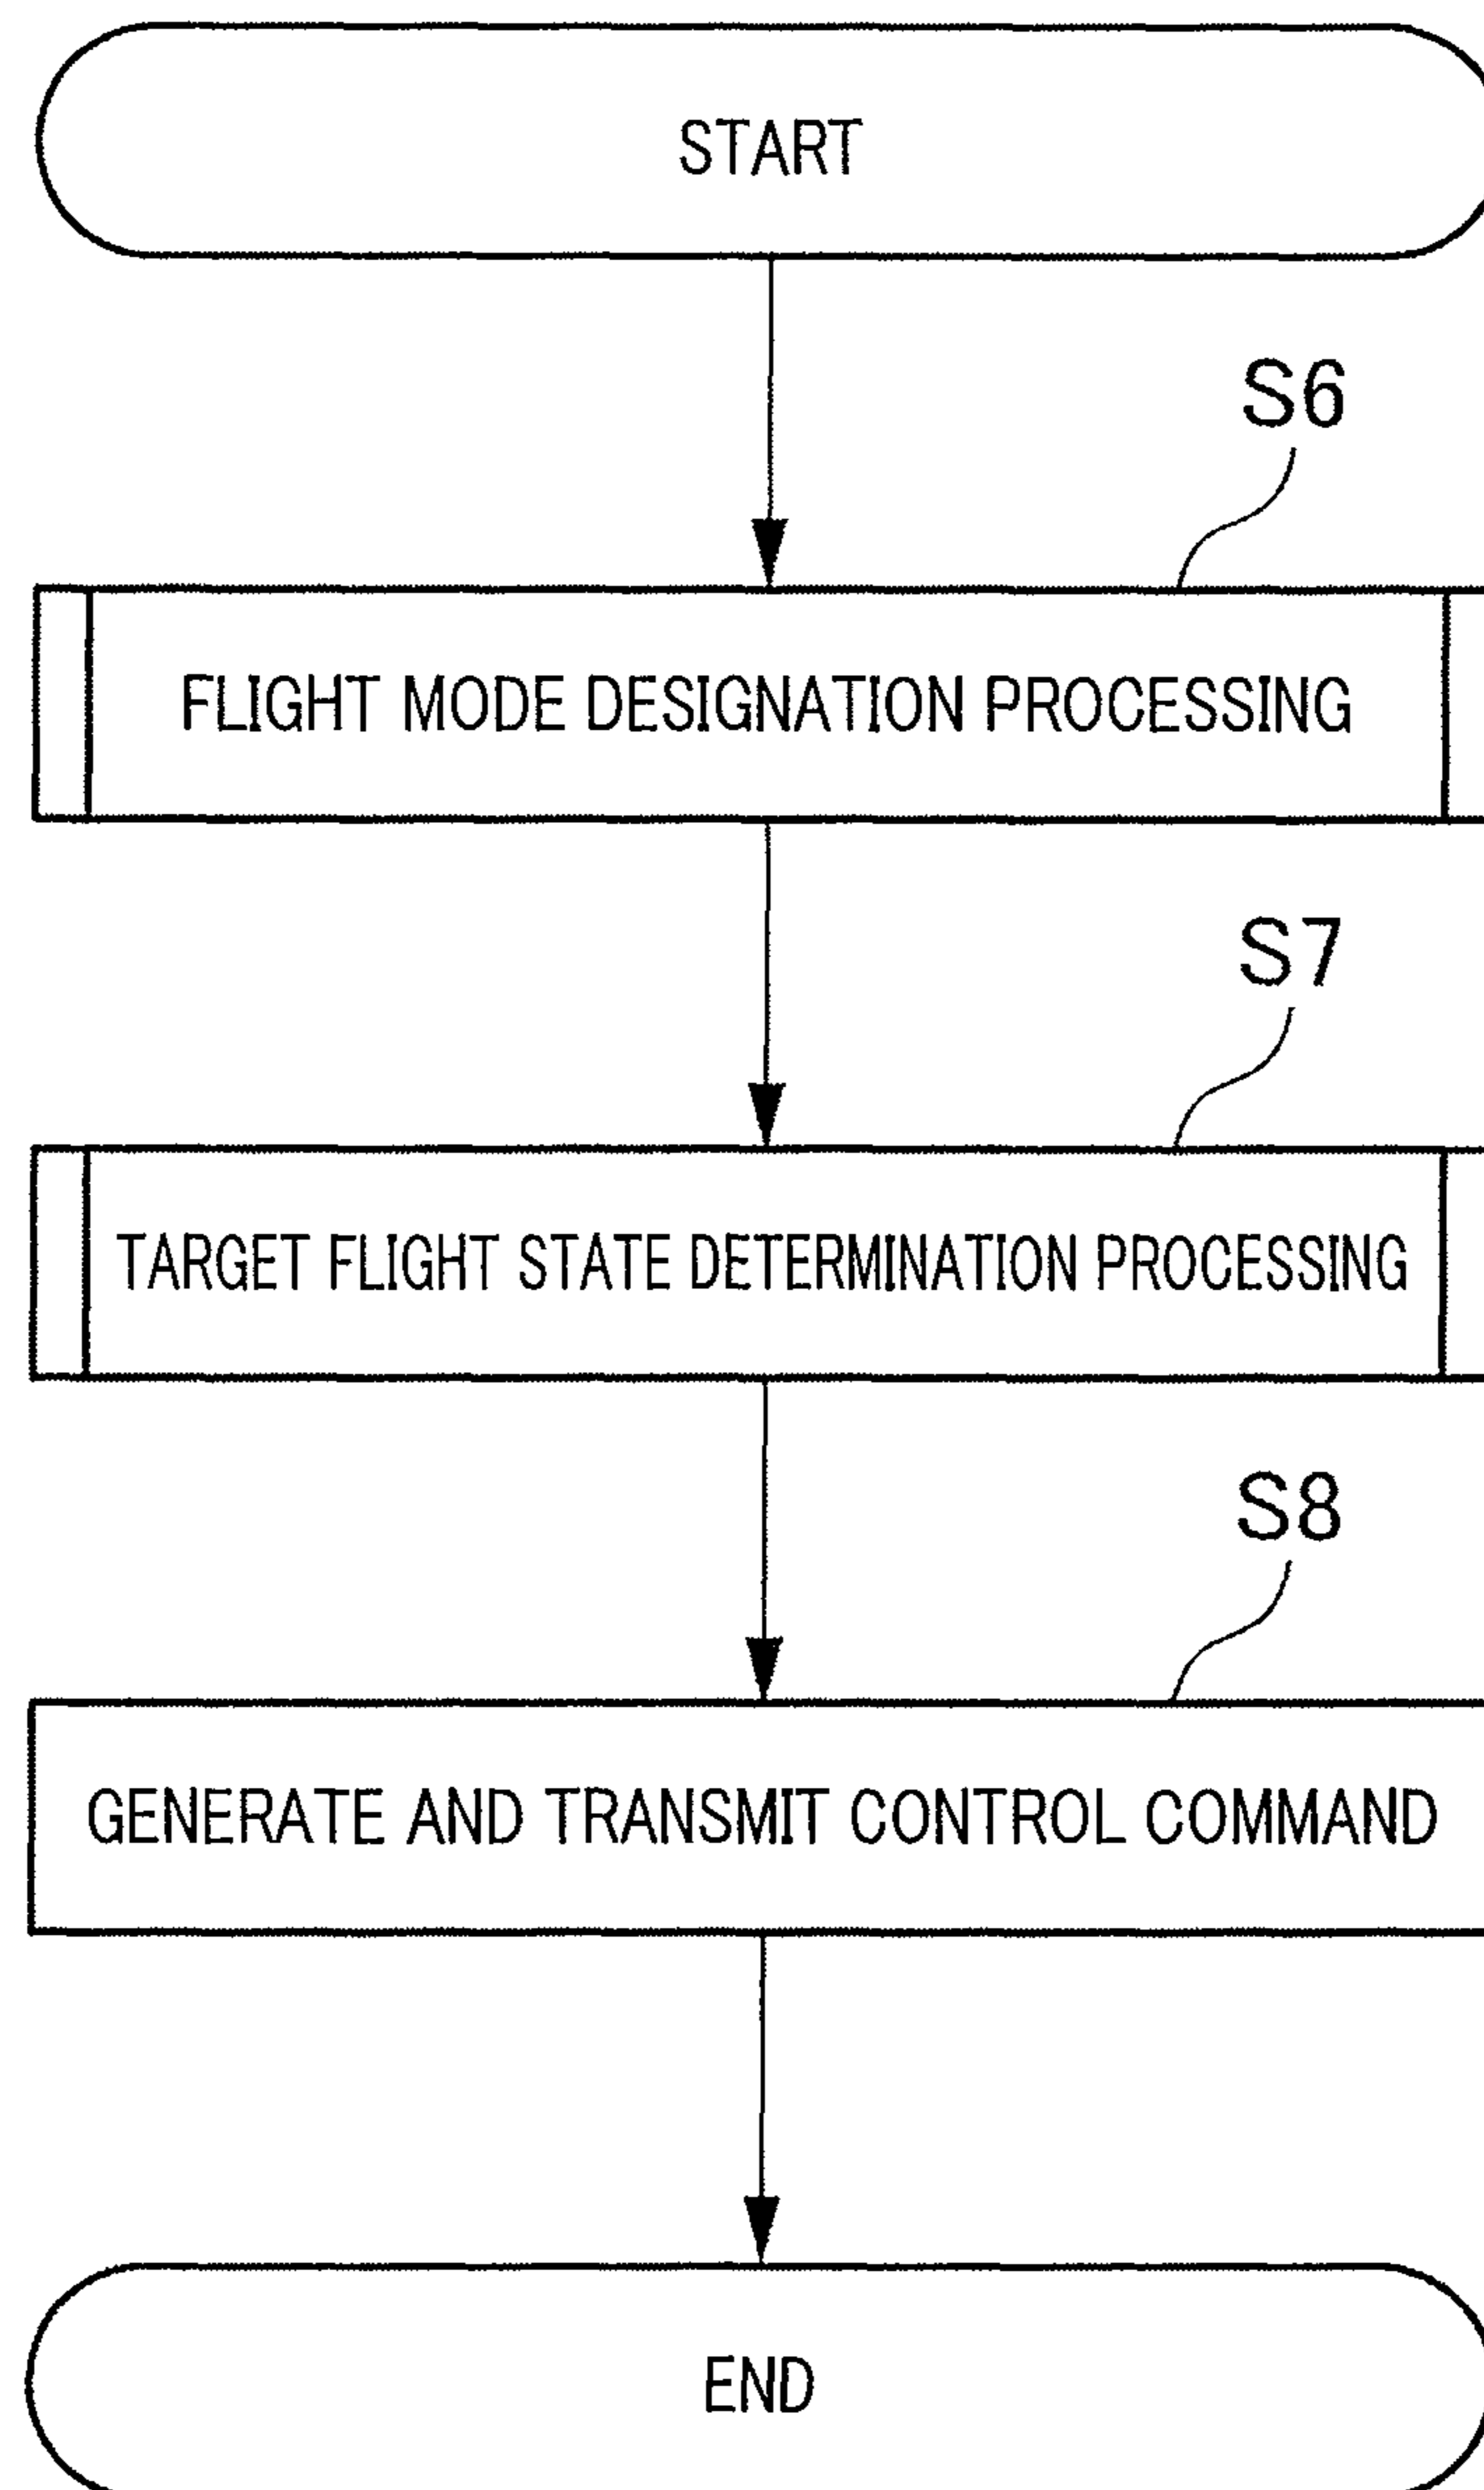 START
S6
FLIGHT MODE DESIGNATION PROCESSING
S7
TARGET FLIGHT STATE DETERMINATION PROCESSING
S8
GENERATE AND TRANSMIT CONTROL COMMAND
END